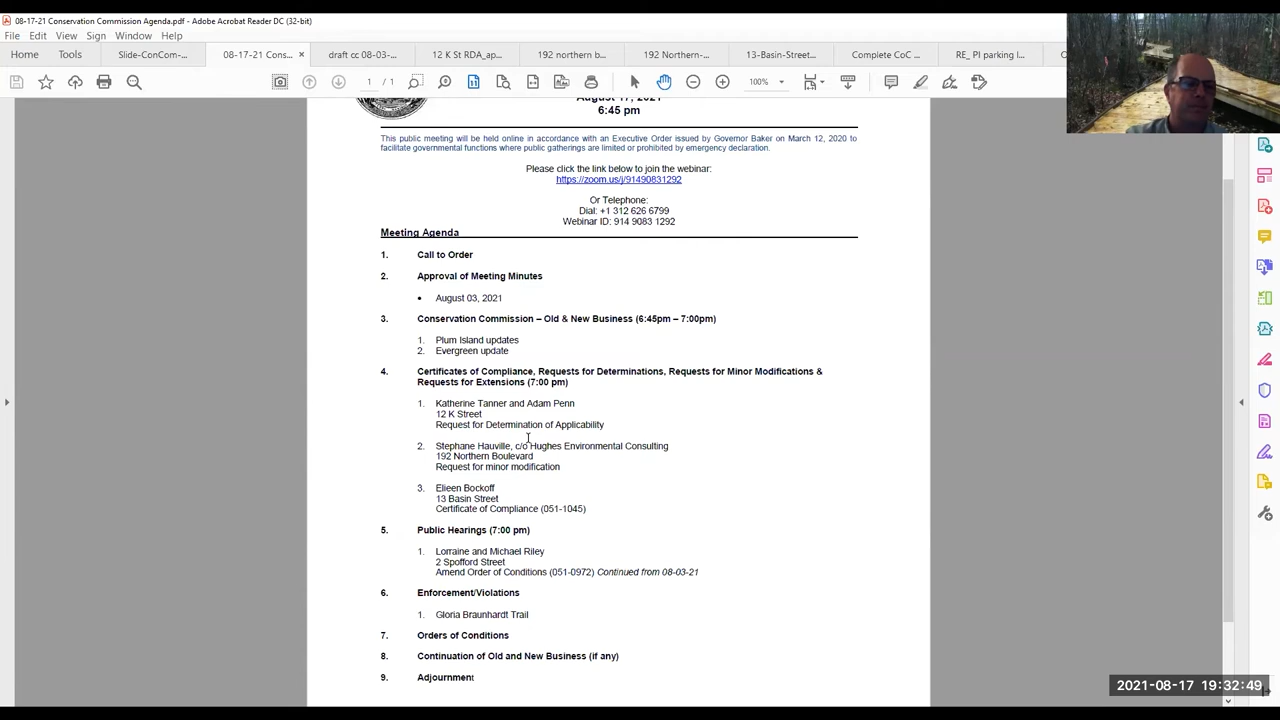 08-17-21 Conservation Commission Agenda.pdf - Adobe Acrobat Reader DC (32-bit)
File Edit View Sign Window Help
Home Tools Slide-ConCom-... 08-17-21 Cons... × draft cc 08-03-... 12 K St RDA_ap... 192 northern b... 192 Northern-... 13-Basin-Street... Complete CoC ... RE_ PI parking l...
1 / 1 100%
August 17, 2021
6:45 pm
This public meeting will be held online in accordance with an Executive Order issued by Governor Baker on March 12, 2020 to
facilitate governmental functions where public gatherings are limited or prohibited by emergency declaration.
Please click the link below to join the webinar:
https://zoom.us/j/91490831292
Or Telephone:
Dial: +1 312 626 6799
Webinar ID: 914 9083 1292
Meeting Agenda
1. Call to Order
2. Approval of Meeting Minutes
• August 03, 2021
3. Conservation Commission – Old & New Business (6:45pm – 7:00pm)
1. Plum Island updates
2. Evergreen update
4. Certificates of Compliance, Requests for Determinations, Requests for Minor Modifications &
Requests for Extensions (7:00 pm)
1. Katherine Tanner and Adam Penn
12 K Street
Request for Determination of Applicability
2. Stephane Hauville, c/o Hughes Environmental Consulting
192 Northern Boulevard
Request for minor modification
3. Elieen Bockoff
13 Basin Street
Certificate of Compliance (051-1045)
5. Public Hearings (7:00 pm)
1. Lorraine and Michael Riley
2 Spofford Street
Amend Order of Conditions (051-0972) Continued from 08-03-21
6. Enforcement/Violations
1. Gloria Braunhardt Trail
7. Orders of Conditions
8. Continuation of Old and New Business (if any)
9. Adjournment
2021-08-17 19:32:49